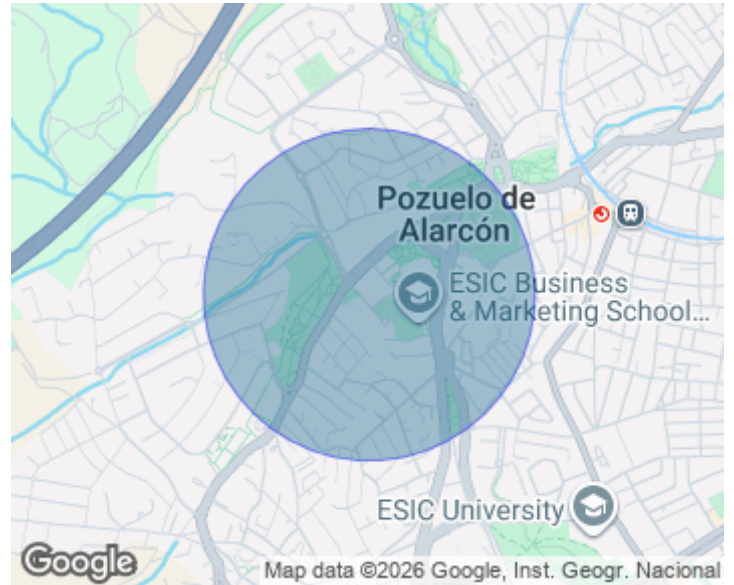 Pozuelo de
Alarcón
ESIC Business
& Marketing School...
ESIC University
Google
Map data ©2026 Google, Inst. Geogr. Nacional